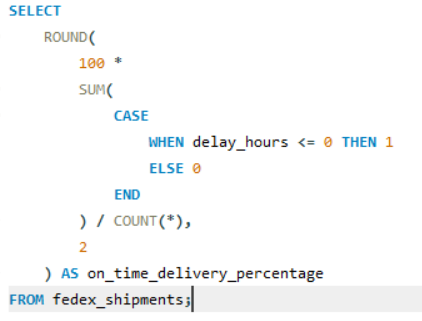 SELECT
ROUND(
100 *
SUM(
CASE
WHEN delay_hours <= 0 THEN 1
ELSE 0
END
) / COUNT(*),
2
) AS on_time_delivery_percentage
FROM fedex_shipments;